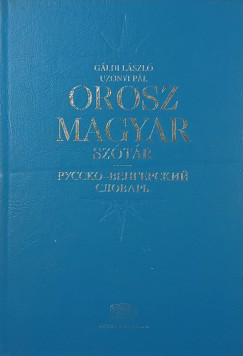 GÁLDI LÁSZLÓ
UZONYI PÁL
OROSZ
MAGYAR
SZÓTÁR
РУССКО–ВЕНГЕРСКИЙ
СЛОВАРЬ